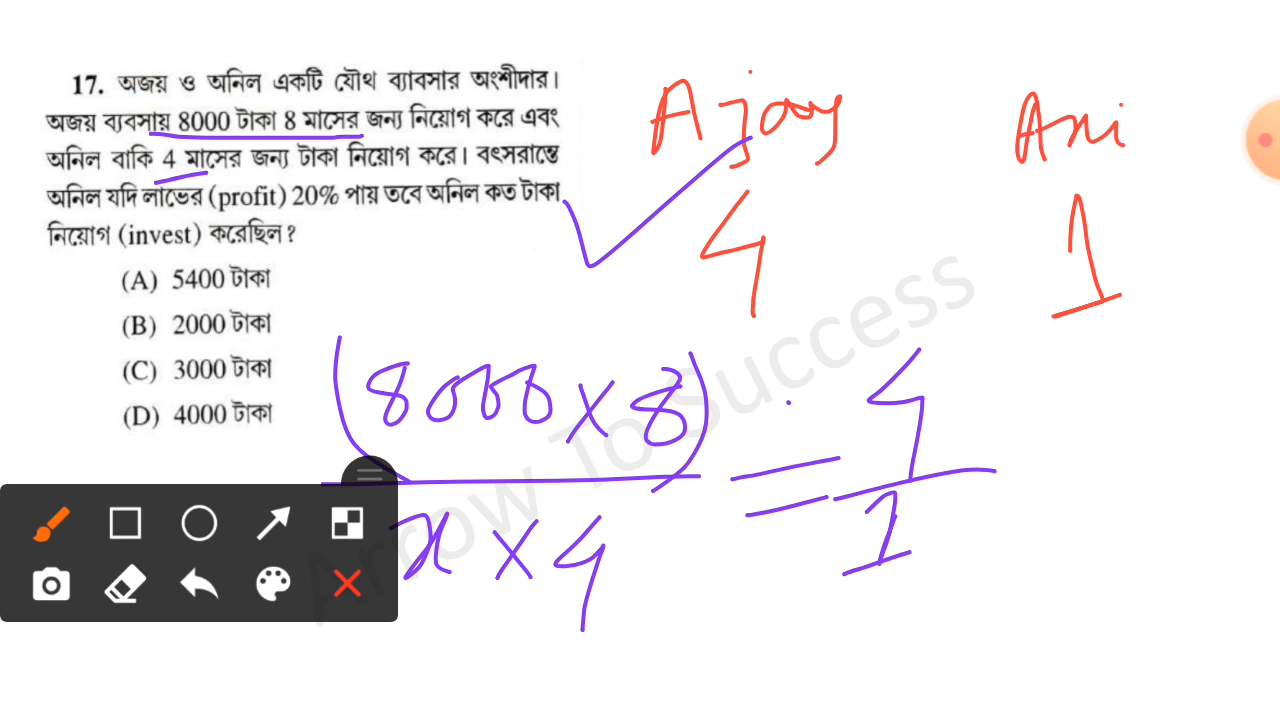 17. অজয় ও অনিল একটি যৌথ ব্যাবসার অংশীদার।
অজয় ব্যবসায় 8000 টাকা 8 মাসের জন্য নিয়োগ করে এবং
অনিল বাকি 4 মাসের জন্য টাকা নিয়োগ করে। বৎসরান্তে
অনিল যদি লাভের (profit) 20% পায় তবে অনিল কত টাকা
নিয়োগ (invest) করেছিল?
(A) 5400 টাকা
(B) 2000 টাকা
(C) 3000 টাকা
(D) 4000 টাকা
Ajay Ani
4 1
(8000 × 8) = 4
x × 4 1
Arrow To Success